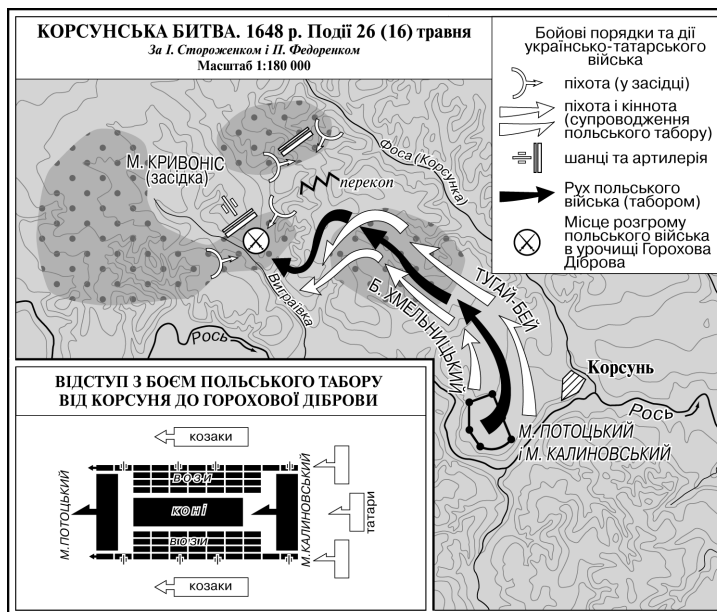 КОРСУНСЬКА БИТВА. 1648 р. Події 26 (16) травня
За І. Стороженком і П. Федоренком
Масштаб 1:180 000
Бойові порядки та дії
українсько-татарського
війська
піхота (у засідці)
піхота і кіннота
(супроводження
польського табору)
шанці та артилерія
Рух польського
війська (табором)
Місце розгрому
польського війська
в урочищі Горохова
Діброва
М. КРИВОНІС
(засідка)
перекоп
Фоса (Корсунка)
Виграївка
Б. ХМЕЛЬНИЦЬКИЙ
ТУГАЙ-БЕЙ
Рось
Корсунь
Рось
М. ПОТОЦЬКИЙ
і М. КАЛИНОВСЬКИЙ
ВІДСТУП З БОЄМ ПОЛЬСЬКОГО ТАБОРУ
ВІД КОРСУНЯ ДО ГОРОХОВОЇ ДІБРОВИ
козаки
М.ПОТОЦЬКИЙ
вози
коні
вози
М.КАЛИНОВСЬКИЙ
татари
козаки